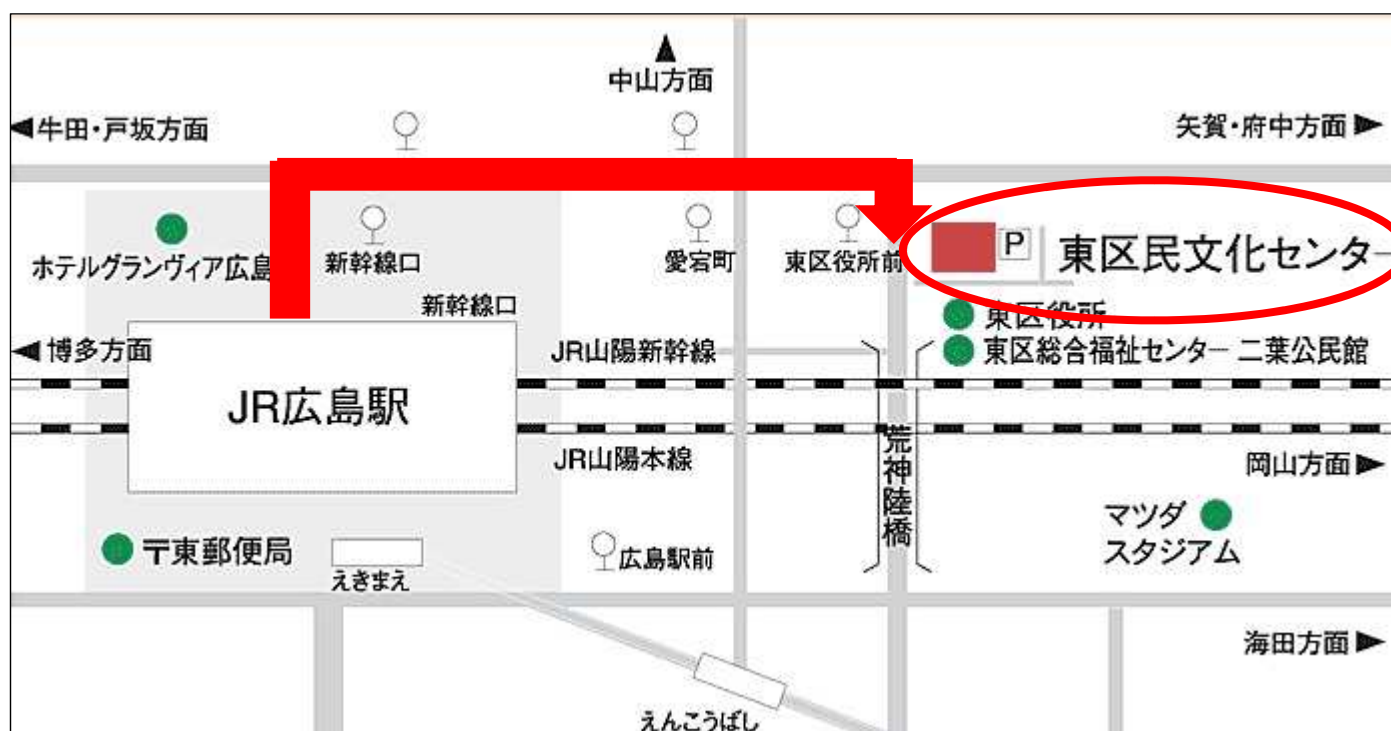 中山方面
牛田・戸坂方面
矢賀・府中方面
ホテルグランヴィア広島
新幹線口
愛宕町
東区役所前
P
東区民文化センター
新幹線口
東区役所
博多方面
JR山陽新幹線
東区総合福祉センター 二葉公民館
JR広島駅
JR山陽本線
荒神陸橋
岡山方面
マツダ
スタジアム
〒東郵便局
えきまえ
広島駅前
海田方面
えんこうばし